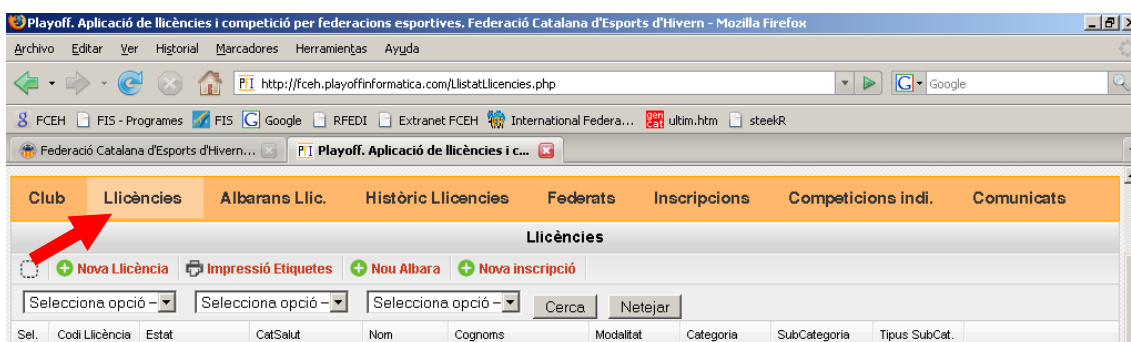 Playoff. Aplicació de llicències i competició per federacions esportives. Federació Catalana d'Esports d'Hivern - Mozilla Firefox
Archivo Editar Ver Historial Marcadores Herramientas Ayuda
http://fceh.playoffinformatica.com/LlistatLlicencies.php G Google
FCEH FIS - Programes FIS Google RFEDI Extranet FCEH International Federa... gen cat ultim.htm steekR
Federació Catalana d'Esports d'Hivern... Playoff. Aplicació de llicències i c...
Club Llicències Albarans Llic. Històric Llicencies Federats Inscripcions Competicions indi. Comunicats
Llicències
Nova Llicència Impressió Etiquetes Nou Albara Nova inscripció
Selecciona opció – Selecciona opció – Selecciona opció – Cerca Netejar
Sel. Codi Llicència Estat CatSalut Nom Cognoms Modalitat Categoria SubCategoria Tipus SubCat.